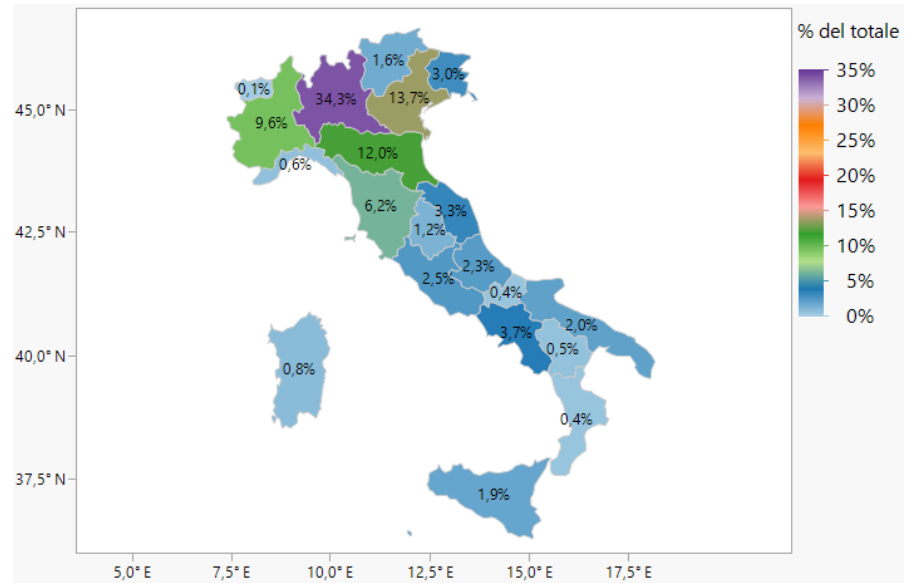 % del totale
35%
30%
25%
20%
15%
10%
5%
0%
45,0° N
42,5° N
40,0° N
37,5° N
1,6%
3,0%
0,1%
34,3%
13,7%
9,6%
12,0%
0,6%
6,2%
3,3%
1,2%
2,3%
2,5%
0,4%
3,7%
2,0%
0,5%
0,8%
0,4%
1,9%
5,0° E
7,5° E
10,0° E
12,5° E
15,0° E
17,5° E